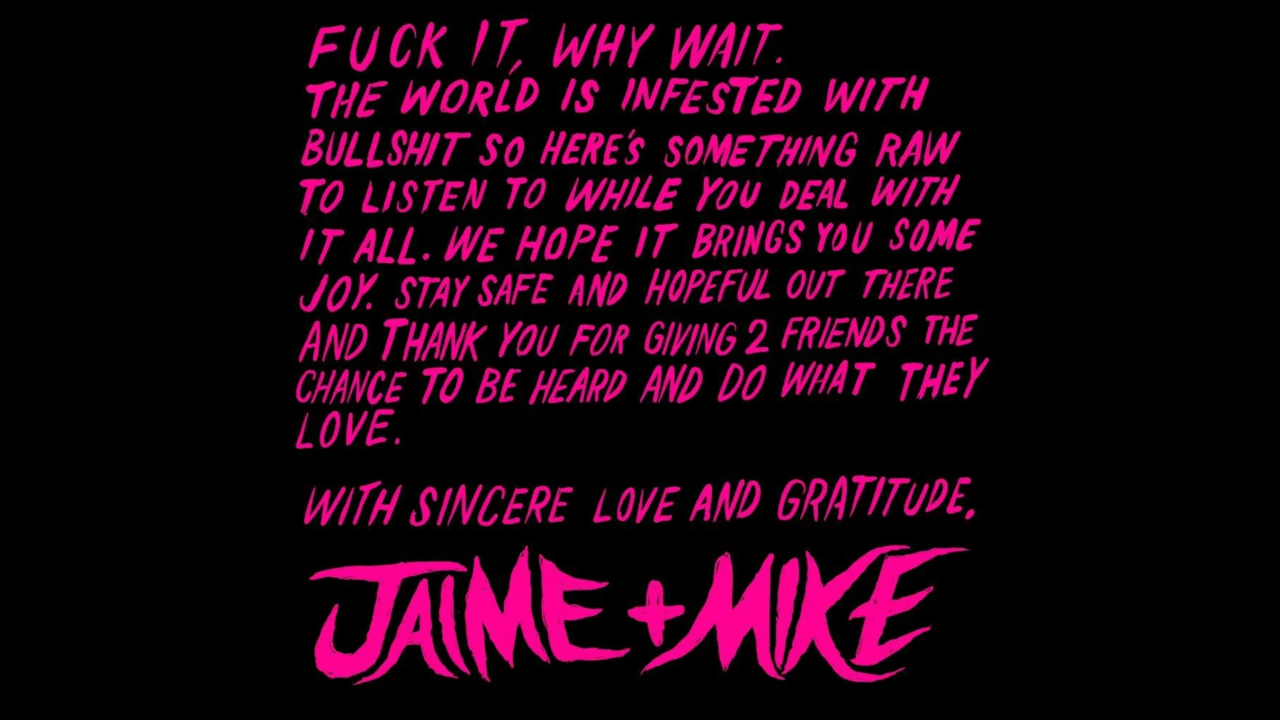 FUCK IT, WHY WAIT.
THE WORLD IS INFESTED WITH
BULLSHIT SO HERE'S SOMETHING RAW
TO LISTEN TO WHILE YOU DEAL WITH
IT ALL. WE HOPE IT BRINGS YOU SOME
JOY. STAY SAFE AND HOPEFUL OUT THERE
AND THANK YOU FOR GIVING 2 FRIENDS THE
CHANCE TO BE HEARD AND DO WHAT THEY
LOVE.
WITH SINCERE LOVE AND GRATITUDE,
JAIME + MIKE